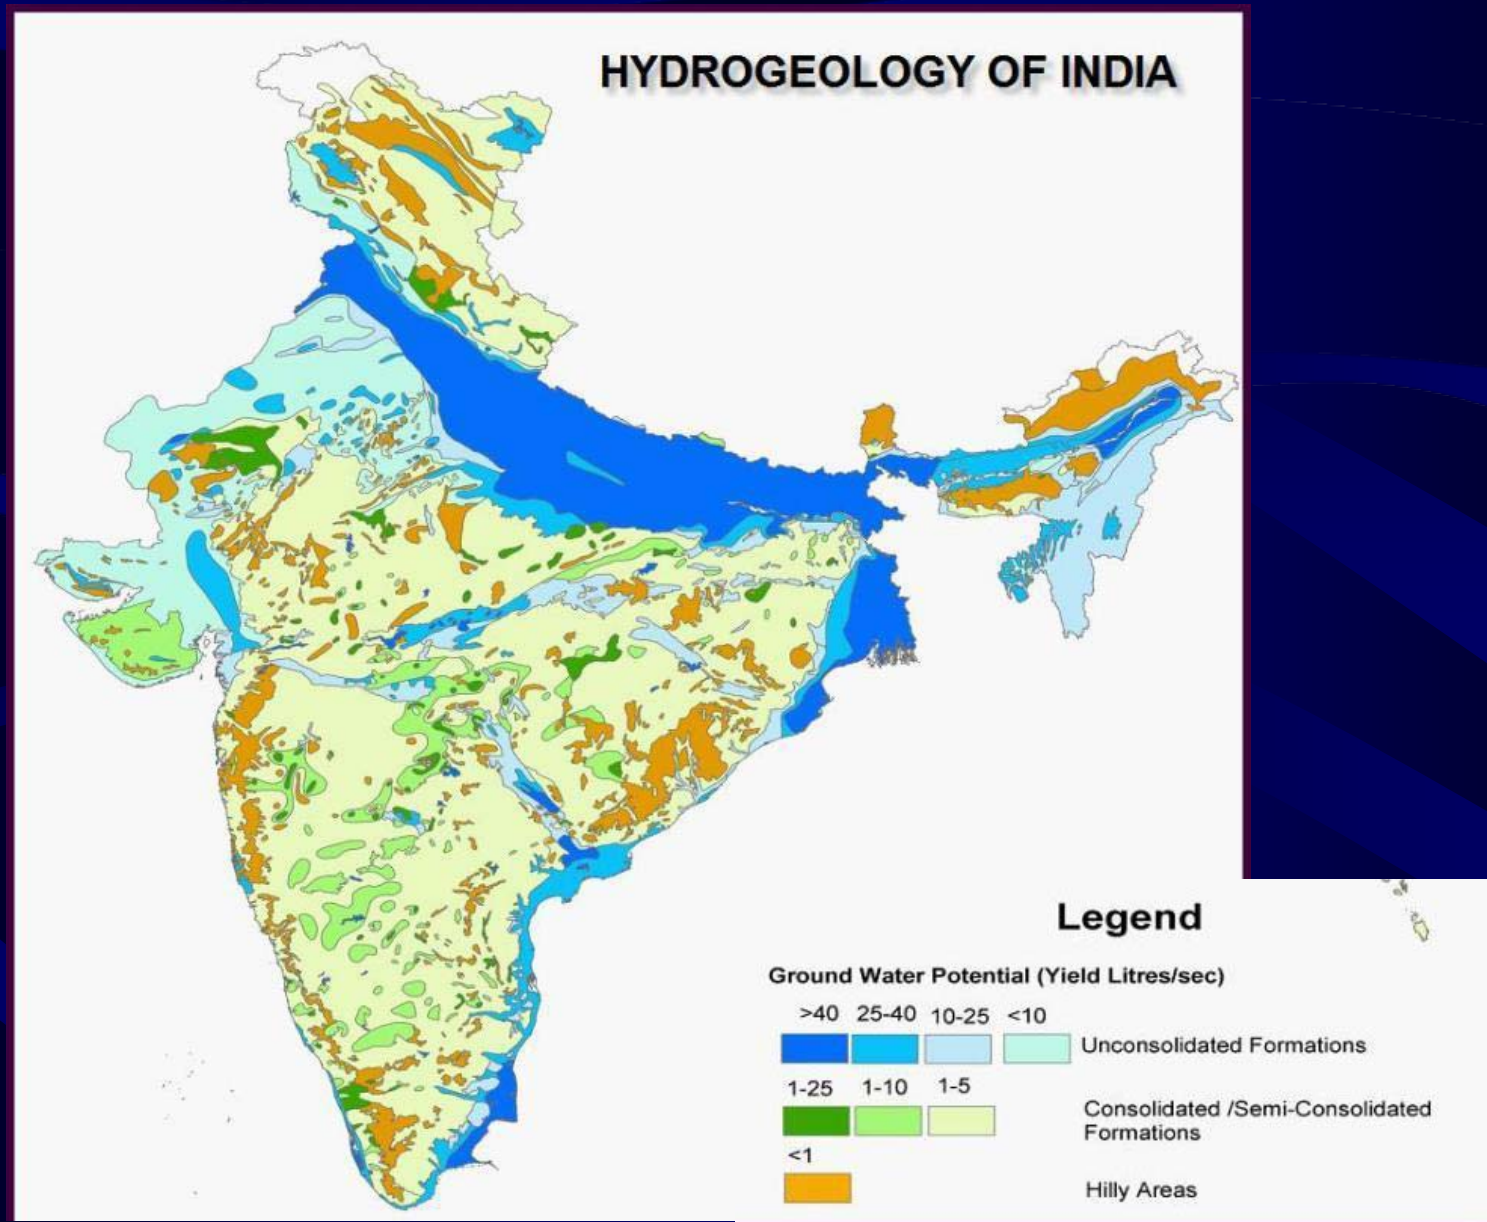 HYDROGEOLOGY OF INDIA
Legend
Ground Water Potential (Yield Litres/sec)
>40 25-40 10-25 <10
Unconsolidated Formations
1-25 1-10 1-5
Consolidated /Semi-Consolidated
Formations
<1
Hilly Areas